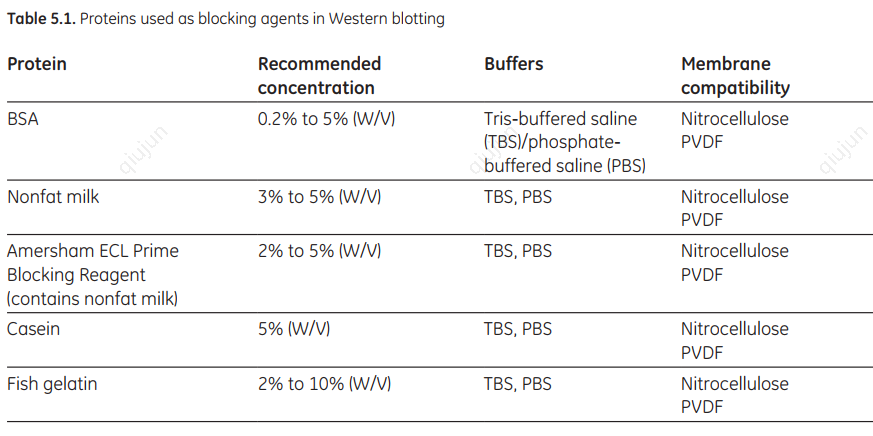 Table 5.1. Proteins used as blocking agents in Western blotting
Protein Recommended concentration Buffers Membrane compatibility
BSA 0.2% to 5% (W/V) Tris-buffered saline (TBS)/phosphate-buffered saline (PBS) Nitrocellulose PVDF
Nonfat milk 3% to 5% (W/V) TBS, PBS Nitrocellulose PVDF
Amersham ECL Prime Blocking Reagent (contains nonfat milk) 2% to 5% (W/V) TBS, PBS Nitrocellulose PVDF
Casein 5% (W/V) TBS, PBS Nitrocellulose PVDF
Fish gelatin 2% to 10% (W/V) TBS, PBS Nitrocellulose PVDF
qiujun
qiujun
qiujun